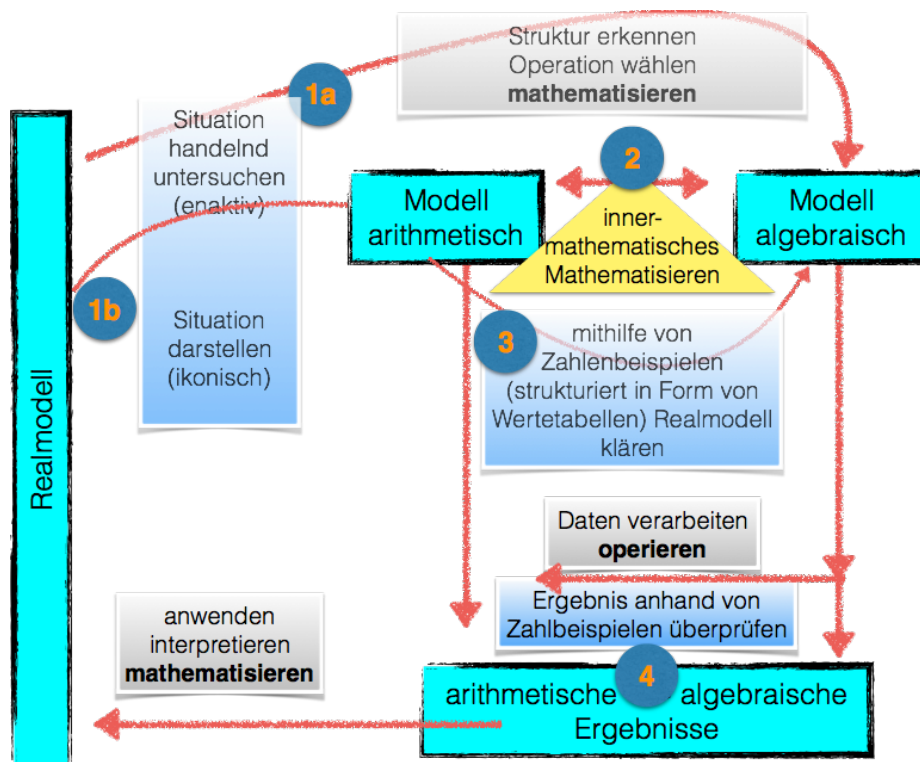 Struktur erkennen
Operation wählen
mathematisieren
1a
Situation
handelnd
untersuchen
(enaktiv)
2
Modell
arithmetisch
Modell
algebraisch
inner-
mathematisches
Mathematisieren
1b
Situation
darstellen
(ikonisch)
3
mithilfe von
Zahlenbeispielen
(strukturiert in Form von
Wertetabellen) Realmodell
klären
Realmodell
Daten verarbeiten
operieren
Ergebnis anhand von
Zahlbeispielen überprüfen
anwenden
interpretieren
mathematisieren
4
arithmetische algebraische
Ergebnisse